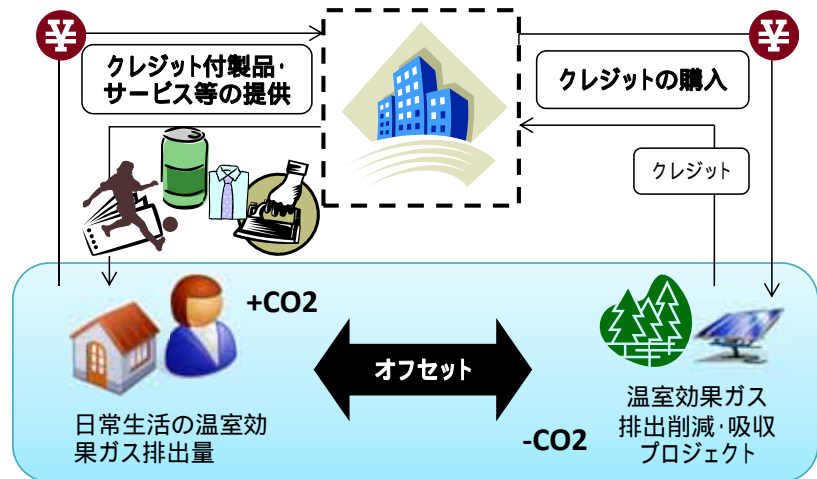 ¥
¥
クレジット付製品・
サービス等の提供
クレジットの購入
クレジット
+CO2
オフセット
日常生活の温室効
果ガス排出量
-CO2
温室効果ガス
排出削減・吸収
プロジェクト